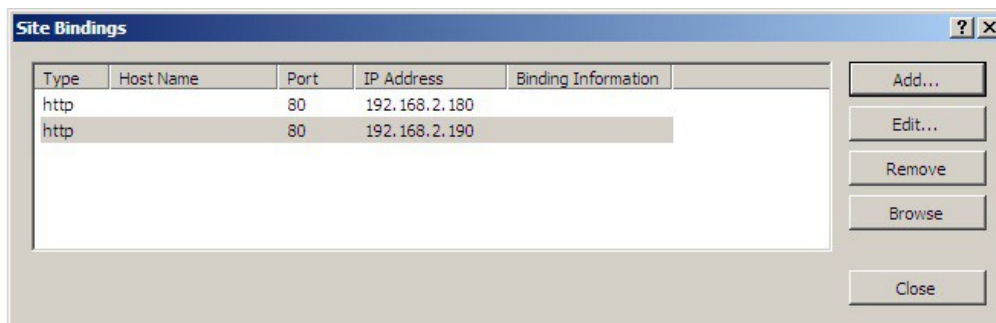 Site Bindings
Type Host Name Port IP Address Binding Information
http 80 192.168.2.180
http 80 192.168.2.190
Add...
Edit...
Remove
Browse
Close